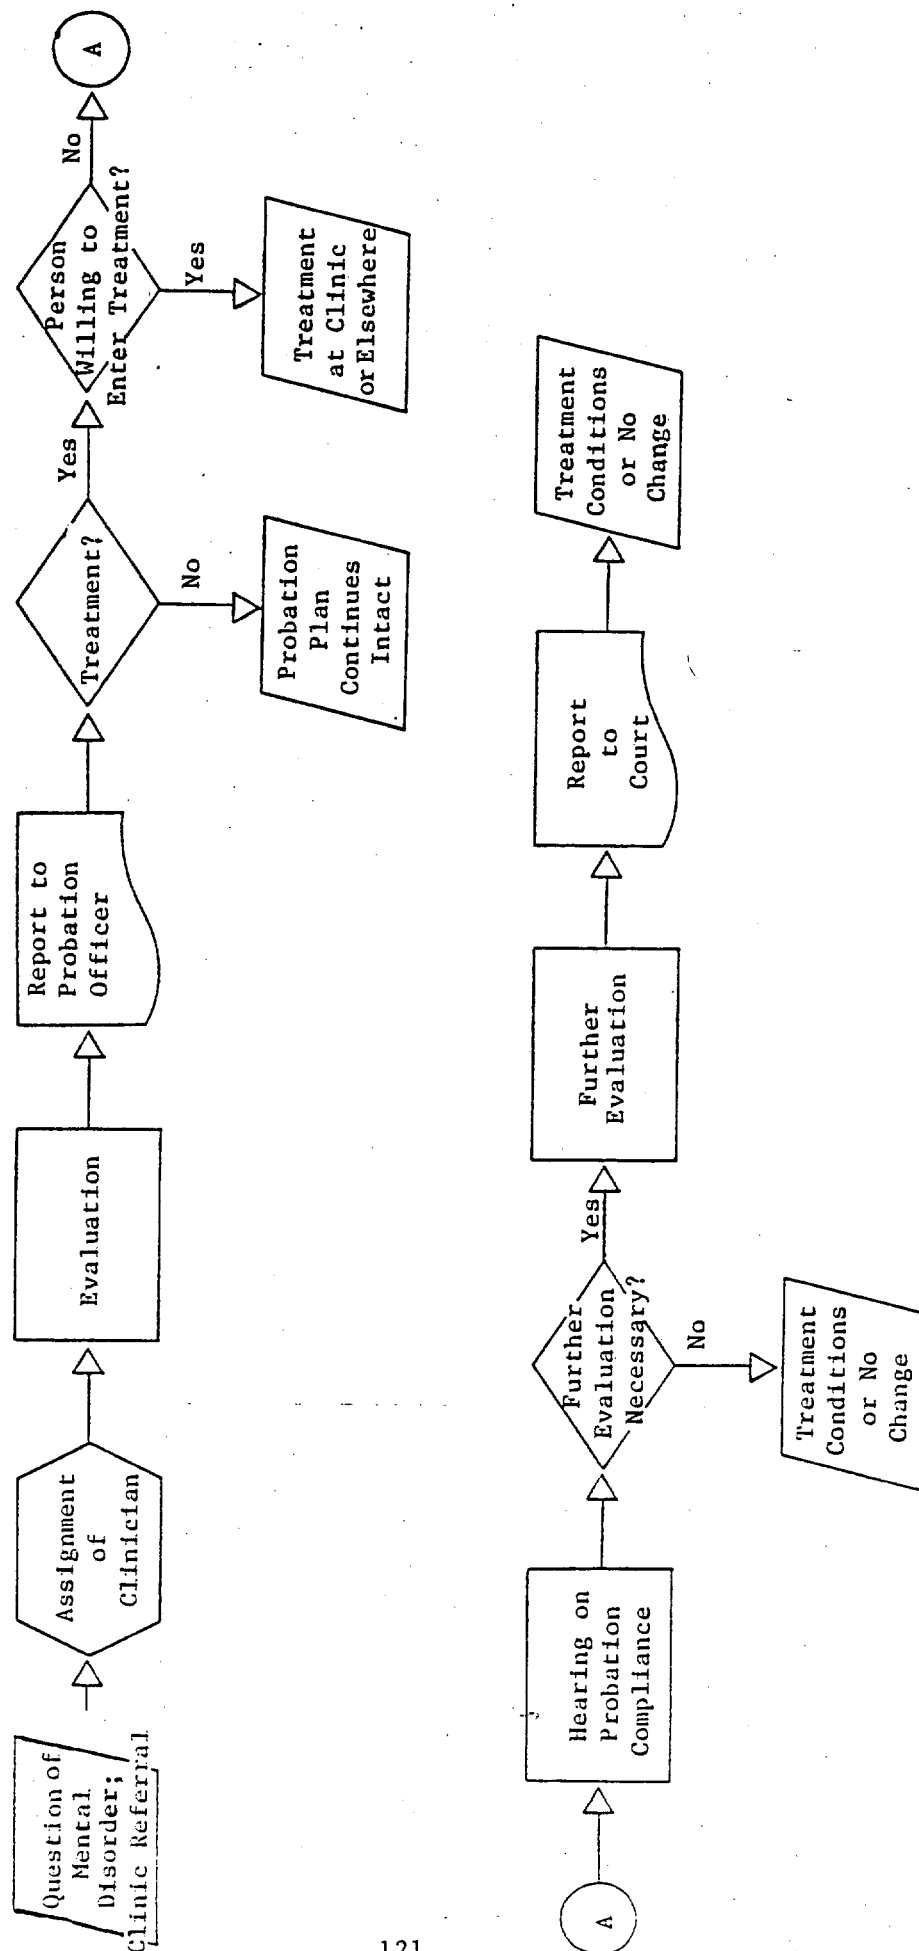 Question of
Mental
Disorder;
Clinic Referral
Assignment
of
Clinician
Evaluation
Report to
Probation
Officer
Treatment?
Yes
No
Probation
Plan
Continues
Intact
Person
Willing to
Enter Treatment?
No
A
Yes
Treatment
at Clinic
or Elsewhere
A
Hearing on
Probation
Compliance
Further
Evaluation
Necessary?
Yes
No
Treatment
Conditions
or No
Change
Further
Evaluation
Report
to
Court
Treatment
Conditions
or No
Change
121